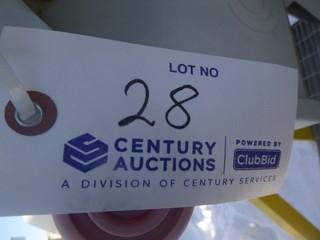 LOT NO
28
CENTURY AUCTIONS
POWERED BY
ClubBid
A DIVISION OF CENTURY SERVICES